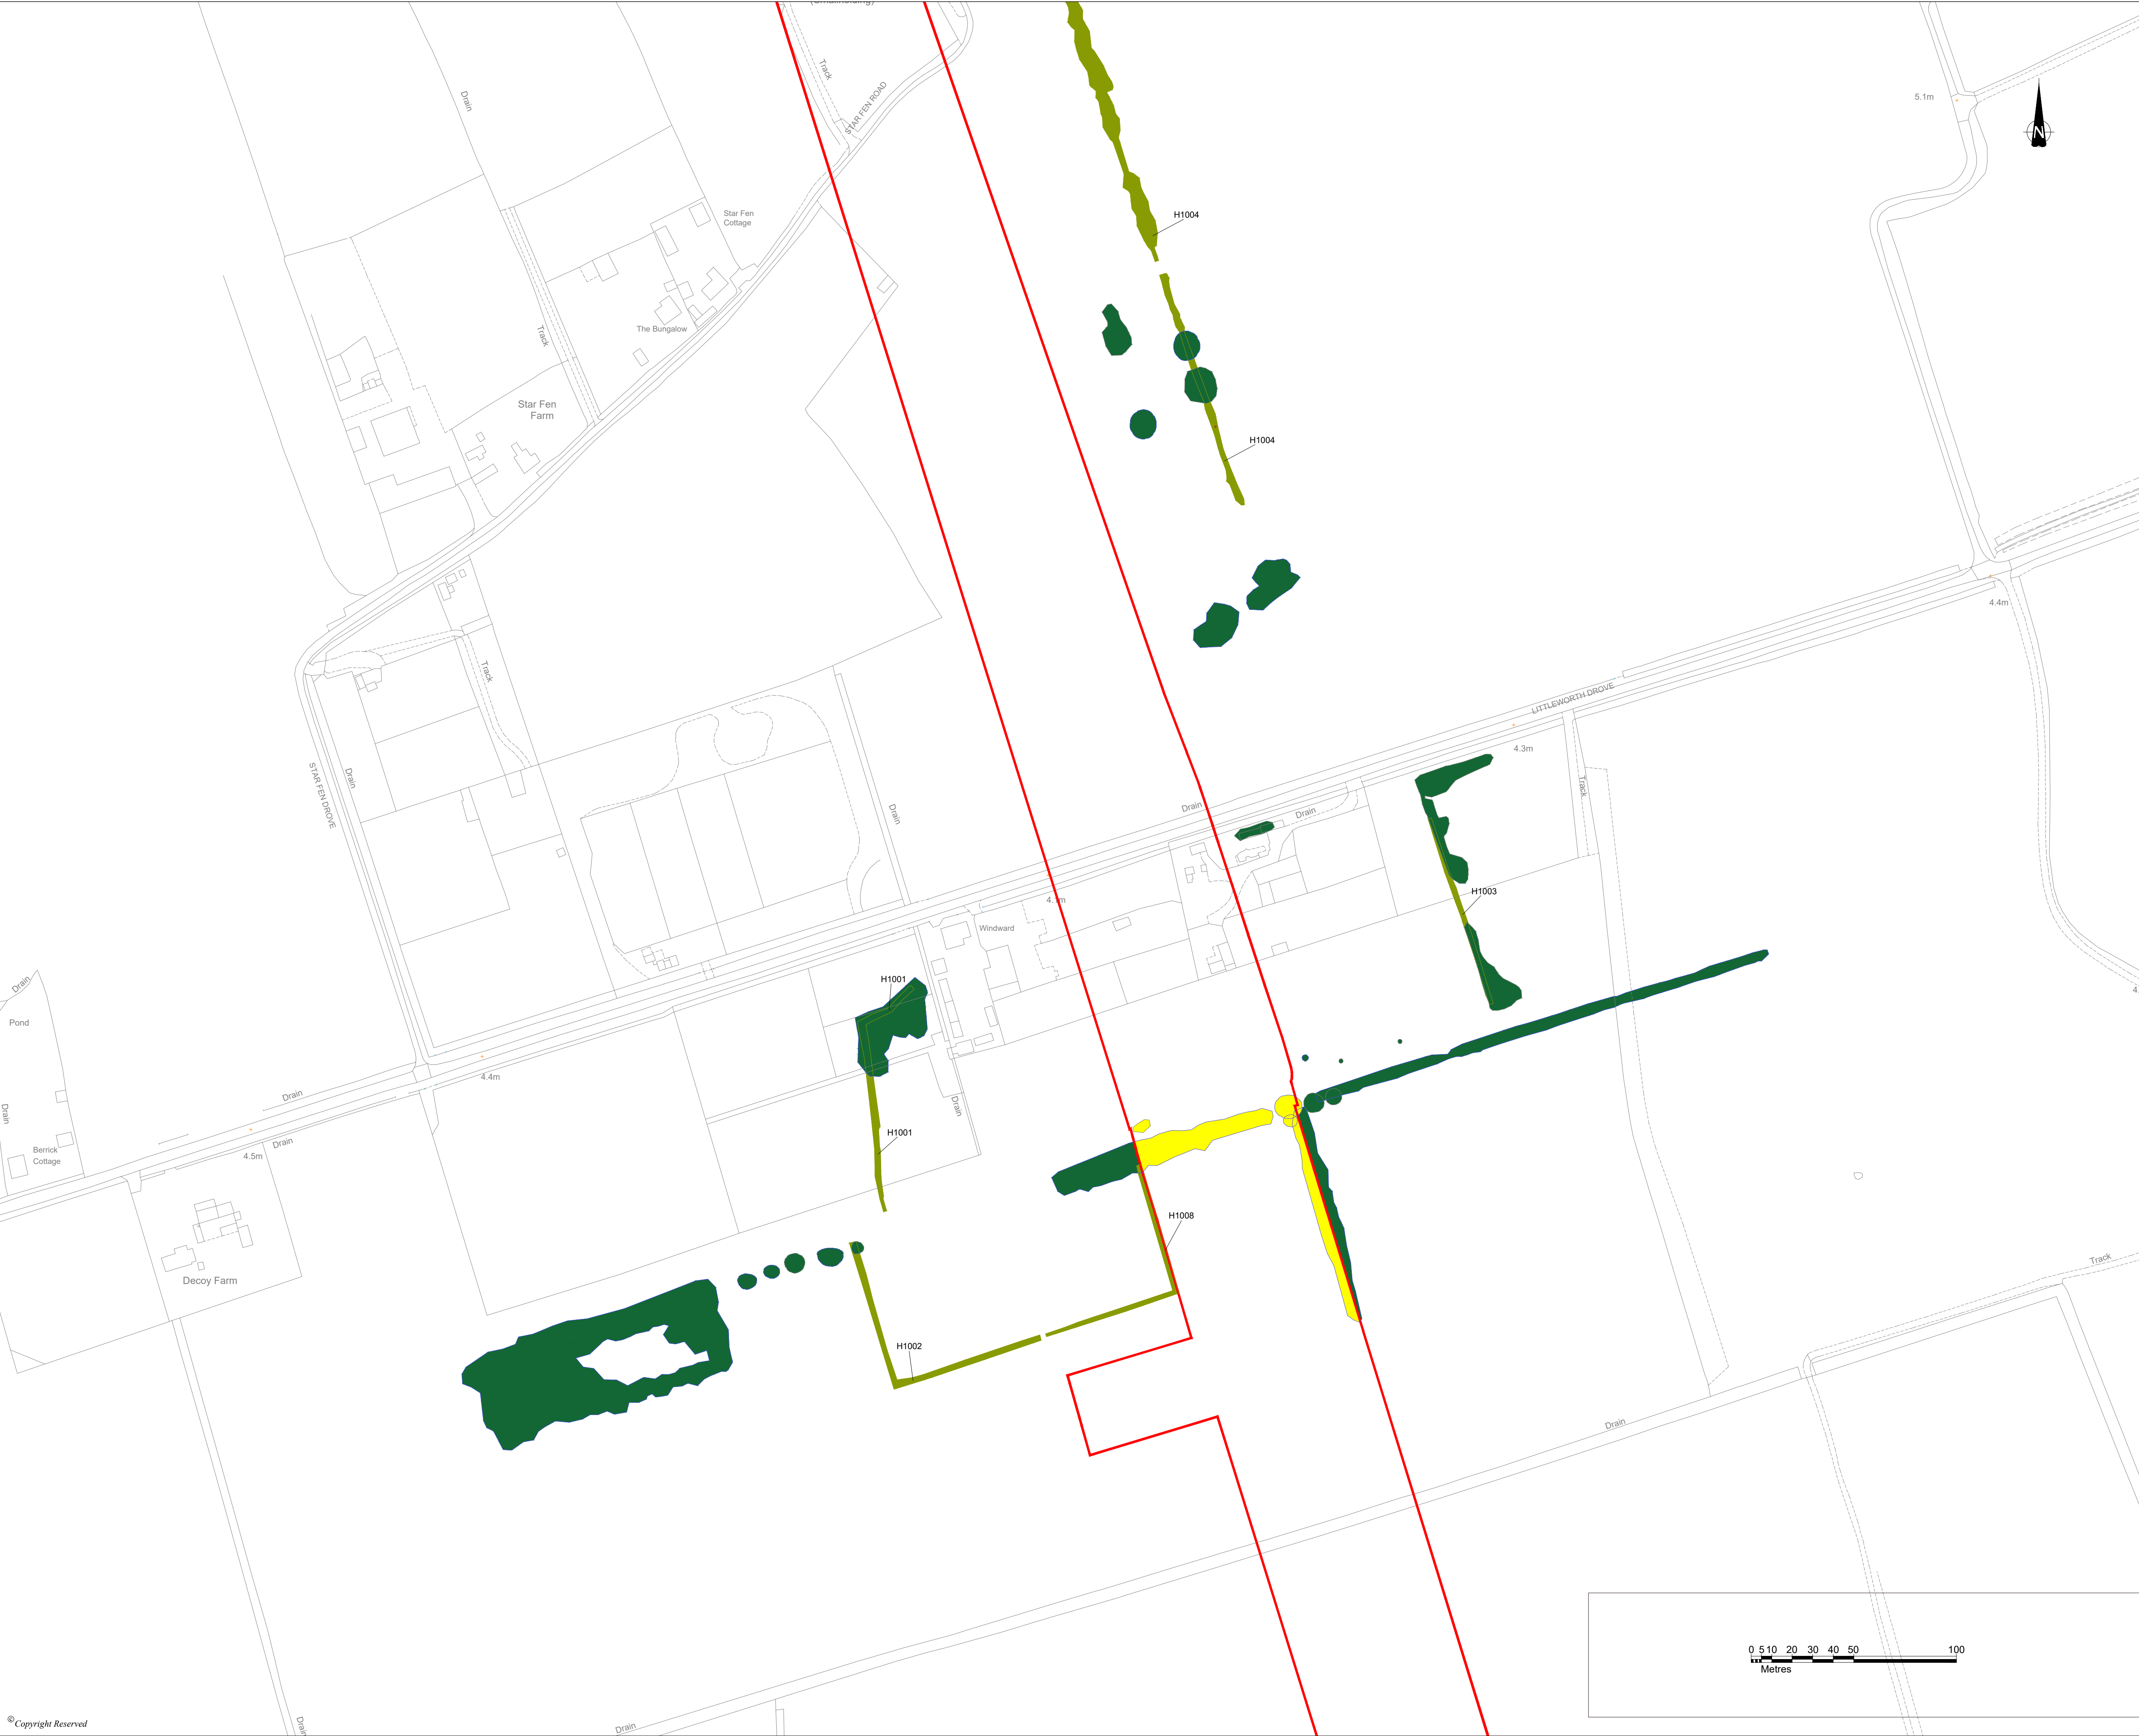 Track
STAR FEN ROAD
Drain
5.1m
N
H1004
Star Fen
Cottage
The Bungalow
Track
Star Fen
Farm
H1004
4.4m
Track
LITTLEWORTH DROVE
4.3m
STAR FEN DROVE
Drain
Drain
Drain
Drain
Track
H1003
Windward
H1001
Drain
Pond
4.4m
Drain
Drain
Drain
H1001
Drain
Berrick
Cottage
4.5m
H1008
Track
Decoy Farm
H1002
Drain
0 5 10 20 30 40 50 100
Metres
Drain
Drain
© Copyright Reserved